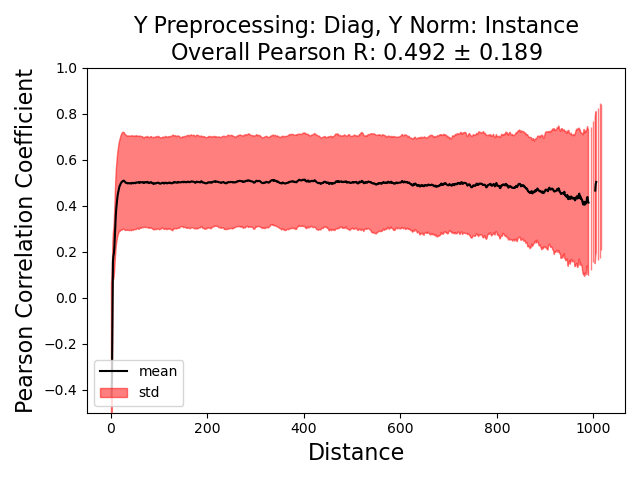 Y Preprocessing: Diag, Y Norm: Instance
Overall Pearson R: 0.492 ± 0.189
Pearson Correlation Coefficient
1.0
0.8
0.6
0.4
0.2
0.0
−0.2
−0.4
mean
std
0
200
400
600
800
1000
Distance